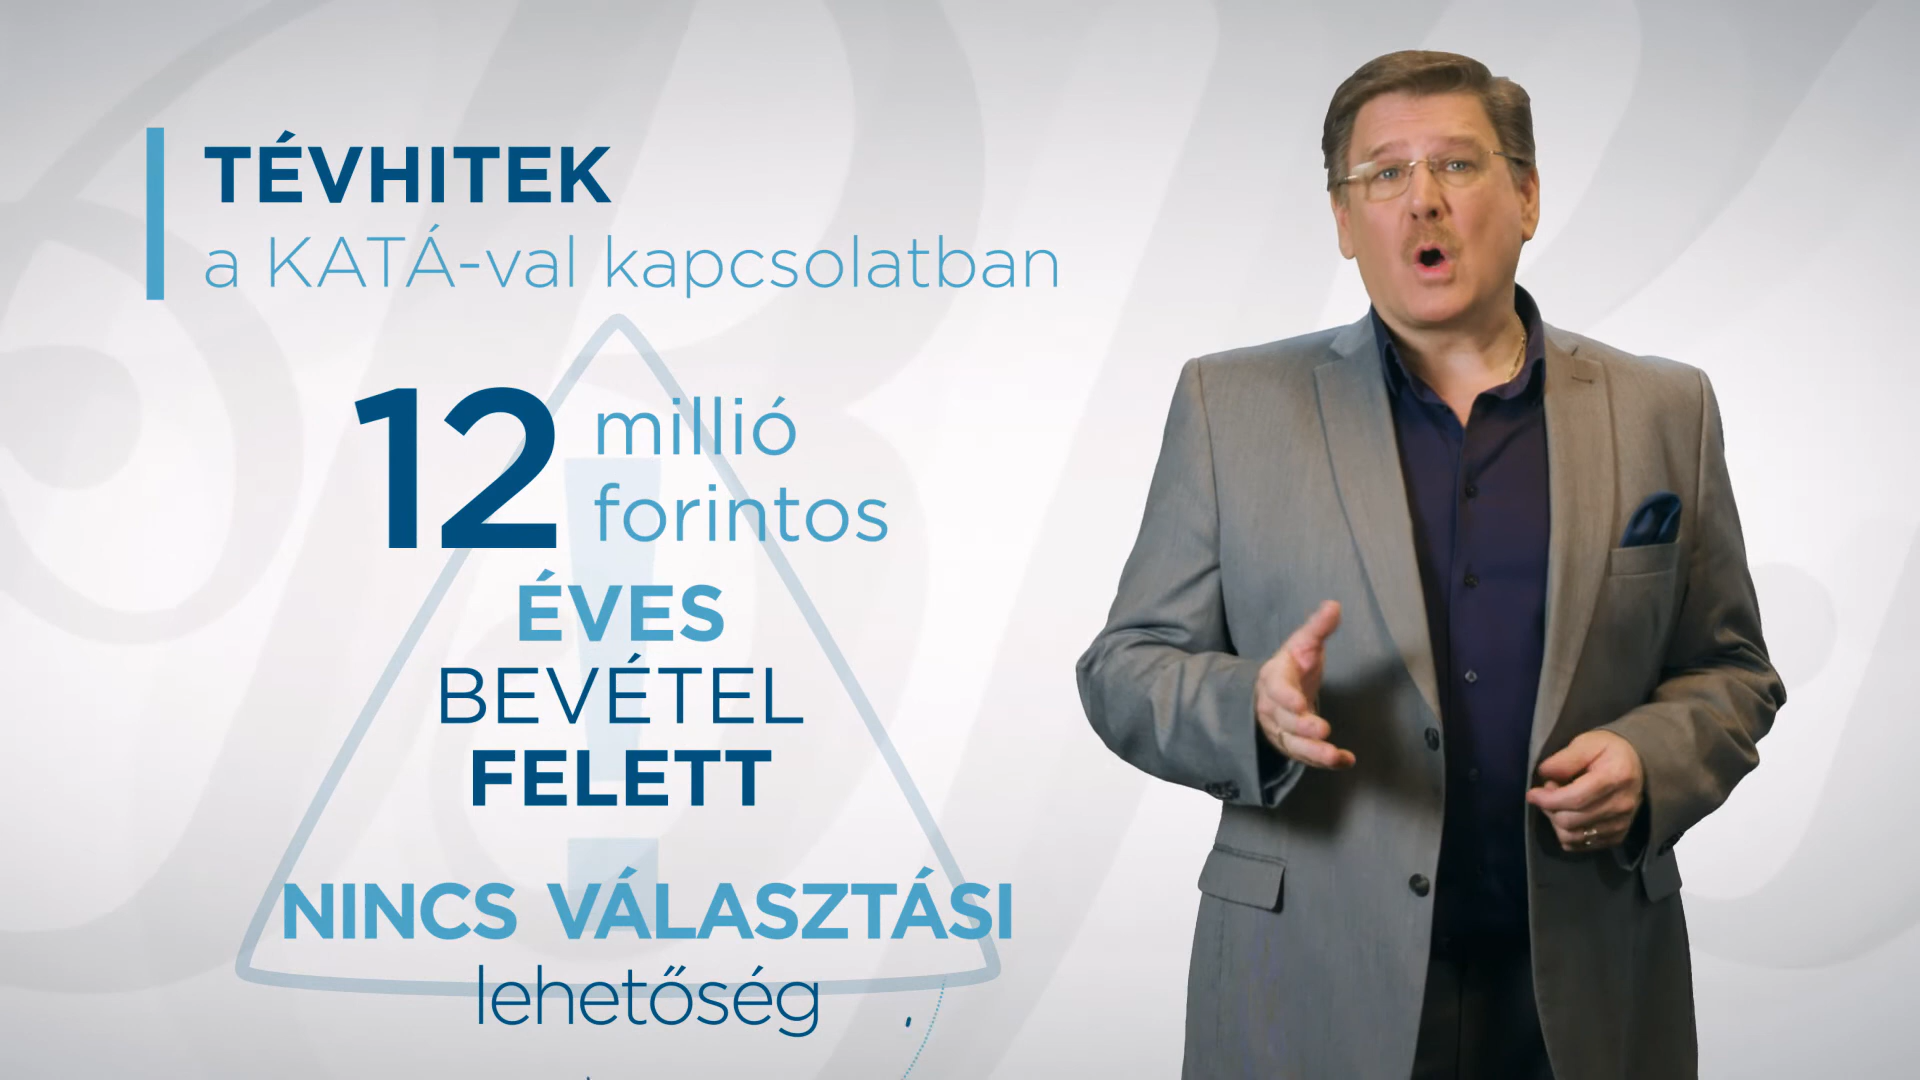 TÉVHITEK
a KATÁ-val kapcsolatban
12 millió
forintos
ÉVES
BEVÉTEL
FELETT
NINCS VÁLASZTÁSI
lehetőség